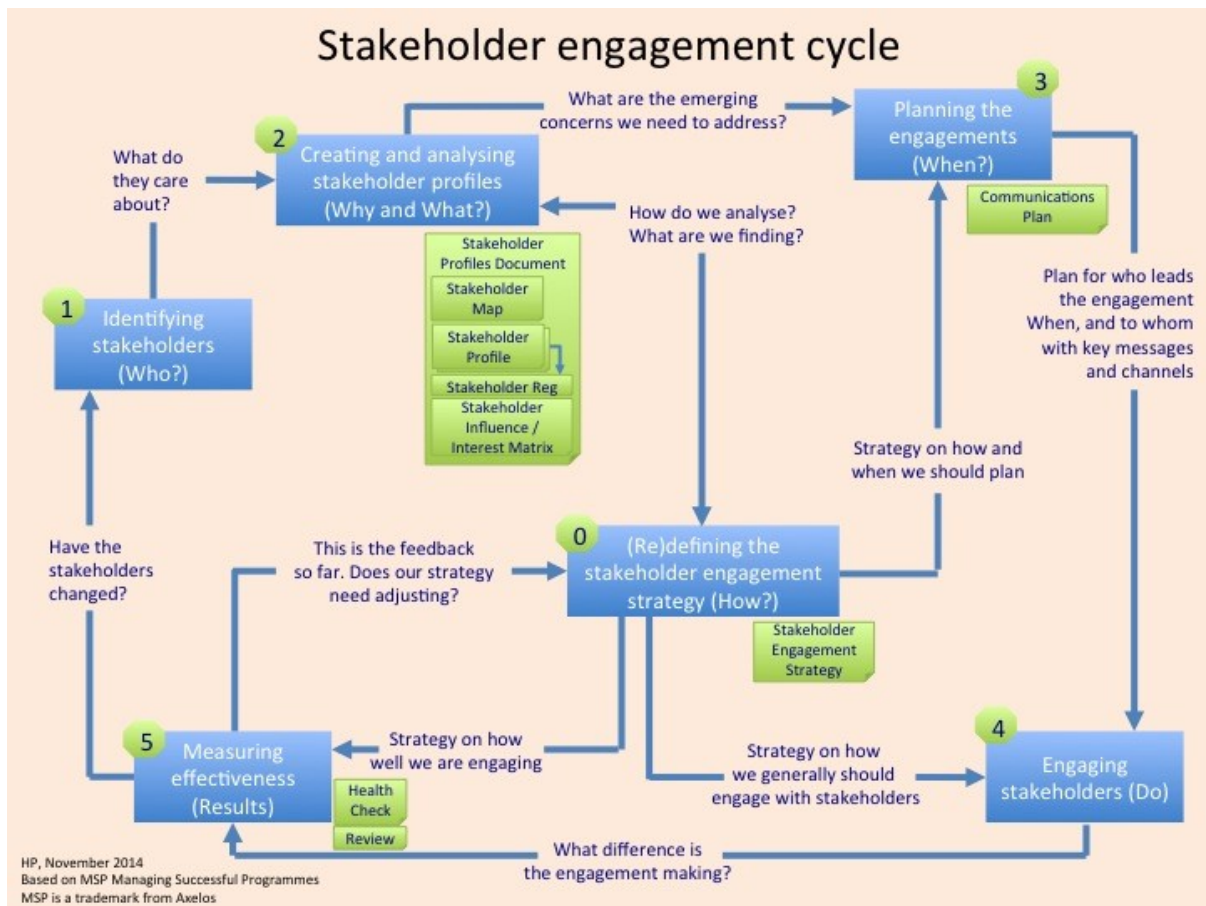 Stakeholder engagement cycle
3
What are the emerging
concerns we need to address?
Planning the
engagements
(When?)
2
Creating and analysing
stakeholder profiles
(Why and What?)
What do
they care
about?
Communications
Plan
How do we analyse?
What are we finding?
Stakeholder
Profiles Document
Stakeholder
Map
Stakeholder
Profile
Stakeholder Reg
Stakeholder
Influence /
Interest Matrix
1
Identifying
stakeholders
(Who?)
Plan for who leads
the engagement
When, and to whom
with key messages
and channels
Strategy on how and
when we should plan
0
(Re)defining the
stakeholder engagement
strategy (How?)
Have the
stakeholders
changed?
This is the feedback
so far. Does our strategy
need adjusting?
Stakeholder
Engagement
Strategy
5
Measuring
effectiveness
(Results)
Strategy on how
well we are engaging
Strategy on how
we generally should
engage with stakeholders
4
Engaging
stakeholders (Do)
Health
Check
Review
What difference is
the engagement making?
HP, November 2014
Based on MSP Managing Successful Programmes
MSP is a trademark from Axelos